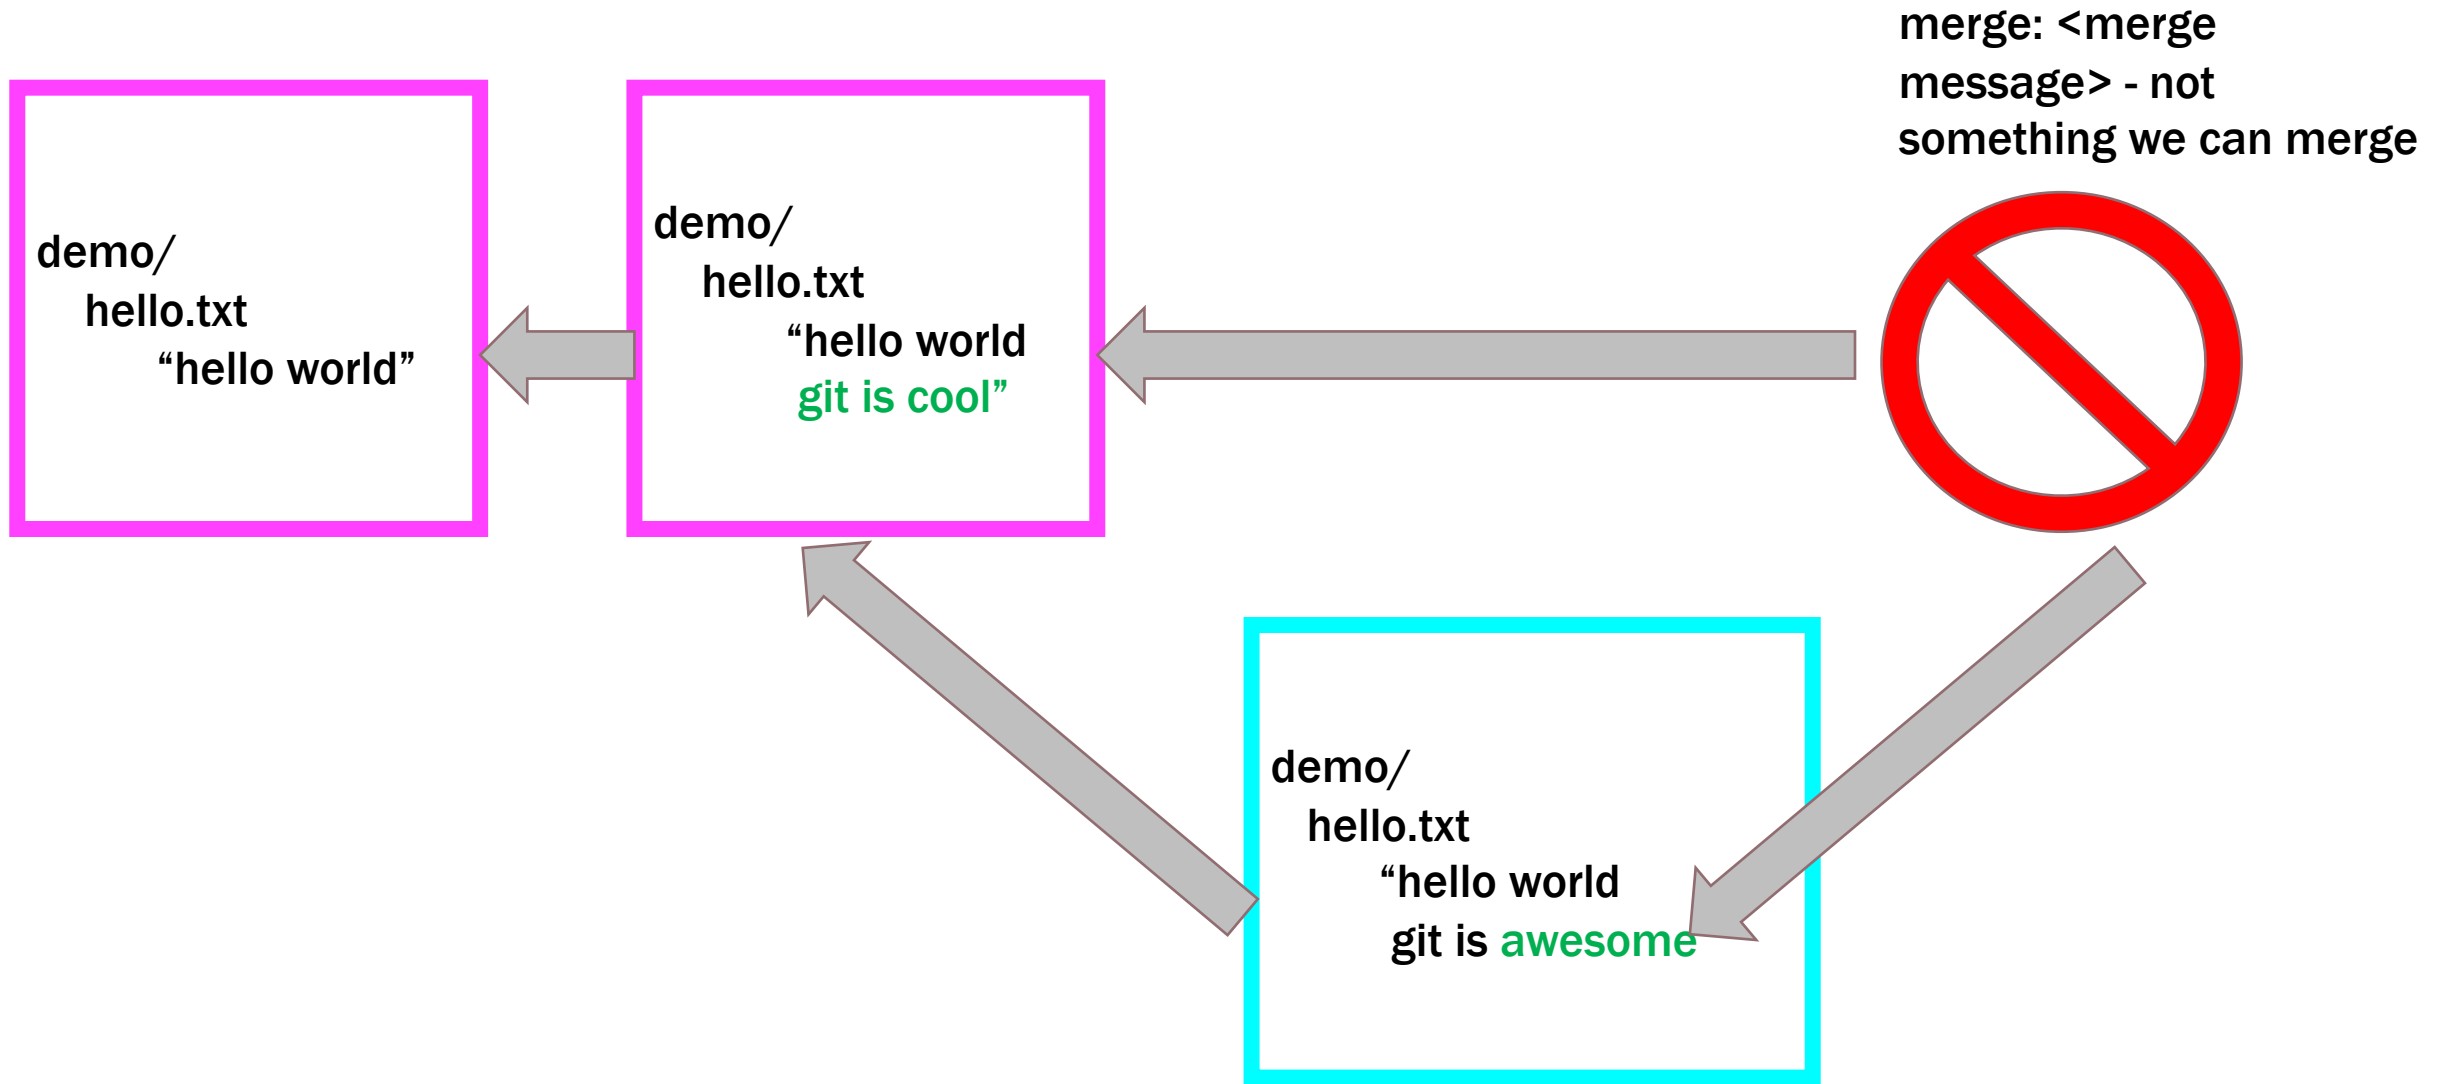 merge: <merge
message> - not
something we can merge
demo/
hello.txt
“hello world”
demo/
hello.txt
“hello world
git is cool”
demo/
hello.txt
“hello world
git is awesome